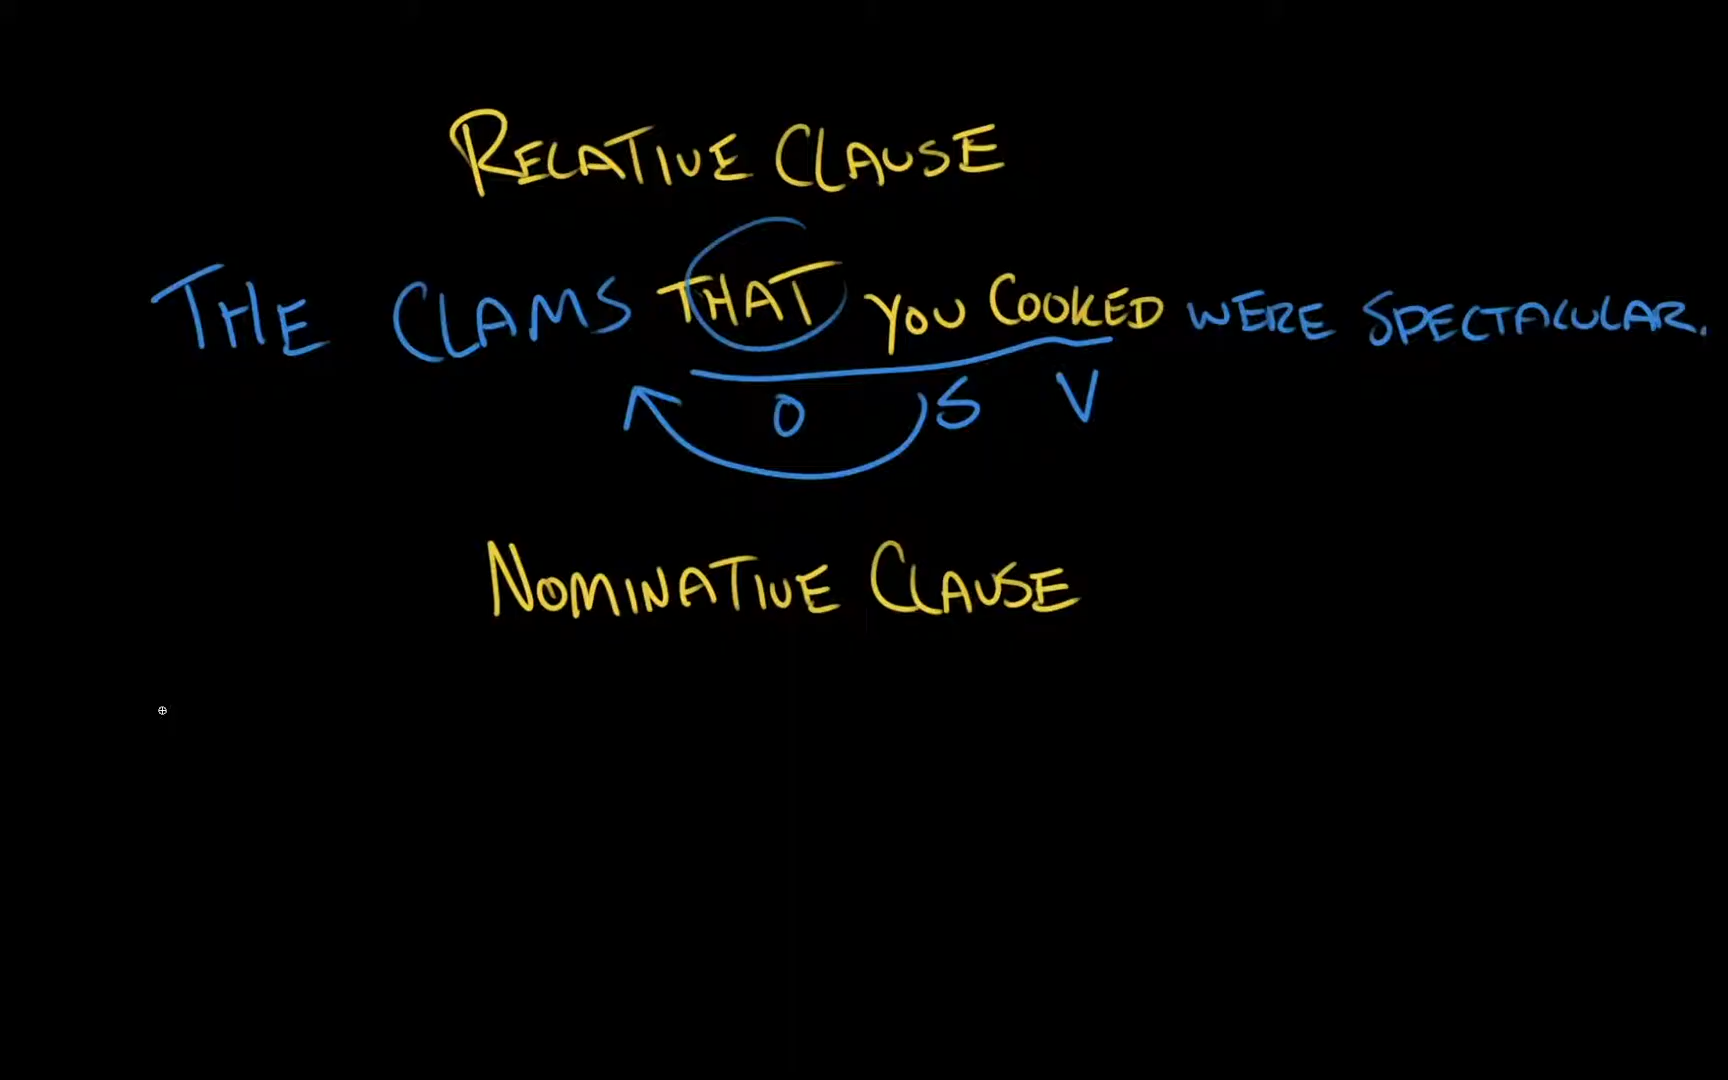 RELATIVE CLAUSE
THE CLAMS THAT YOU COOKED WERE SPECTACULAR.
O S V
NOMINATIVE CLAUSE